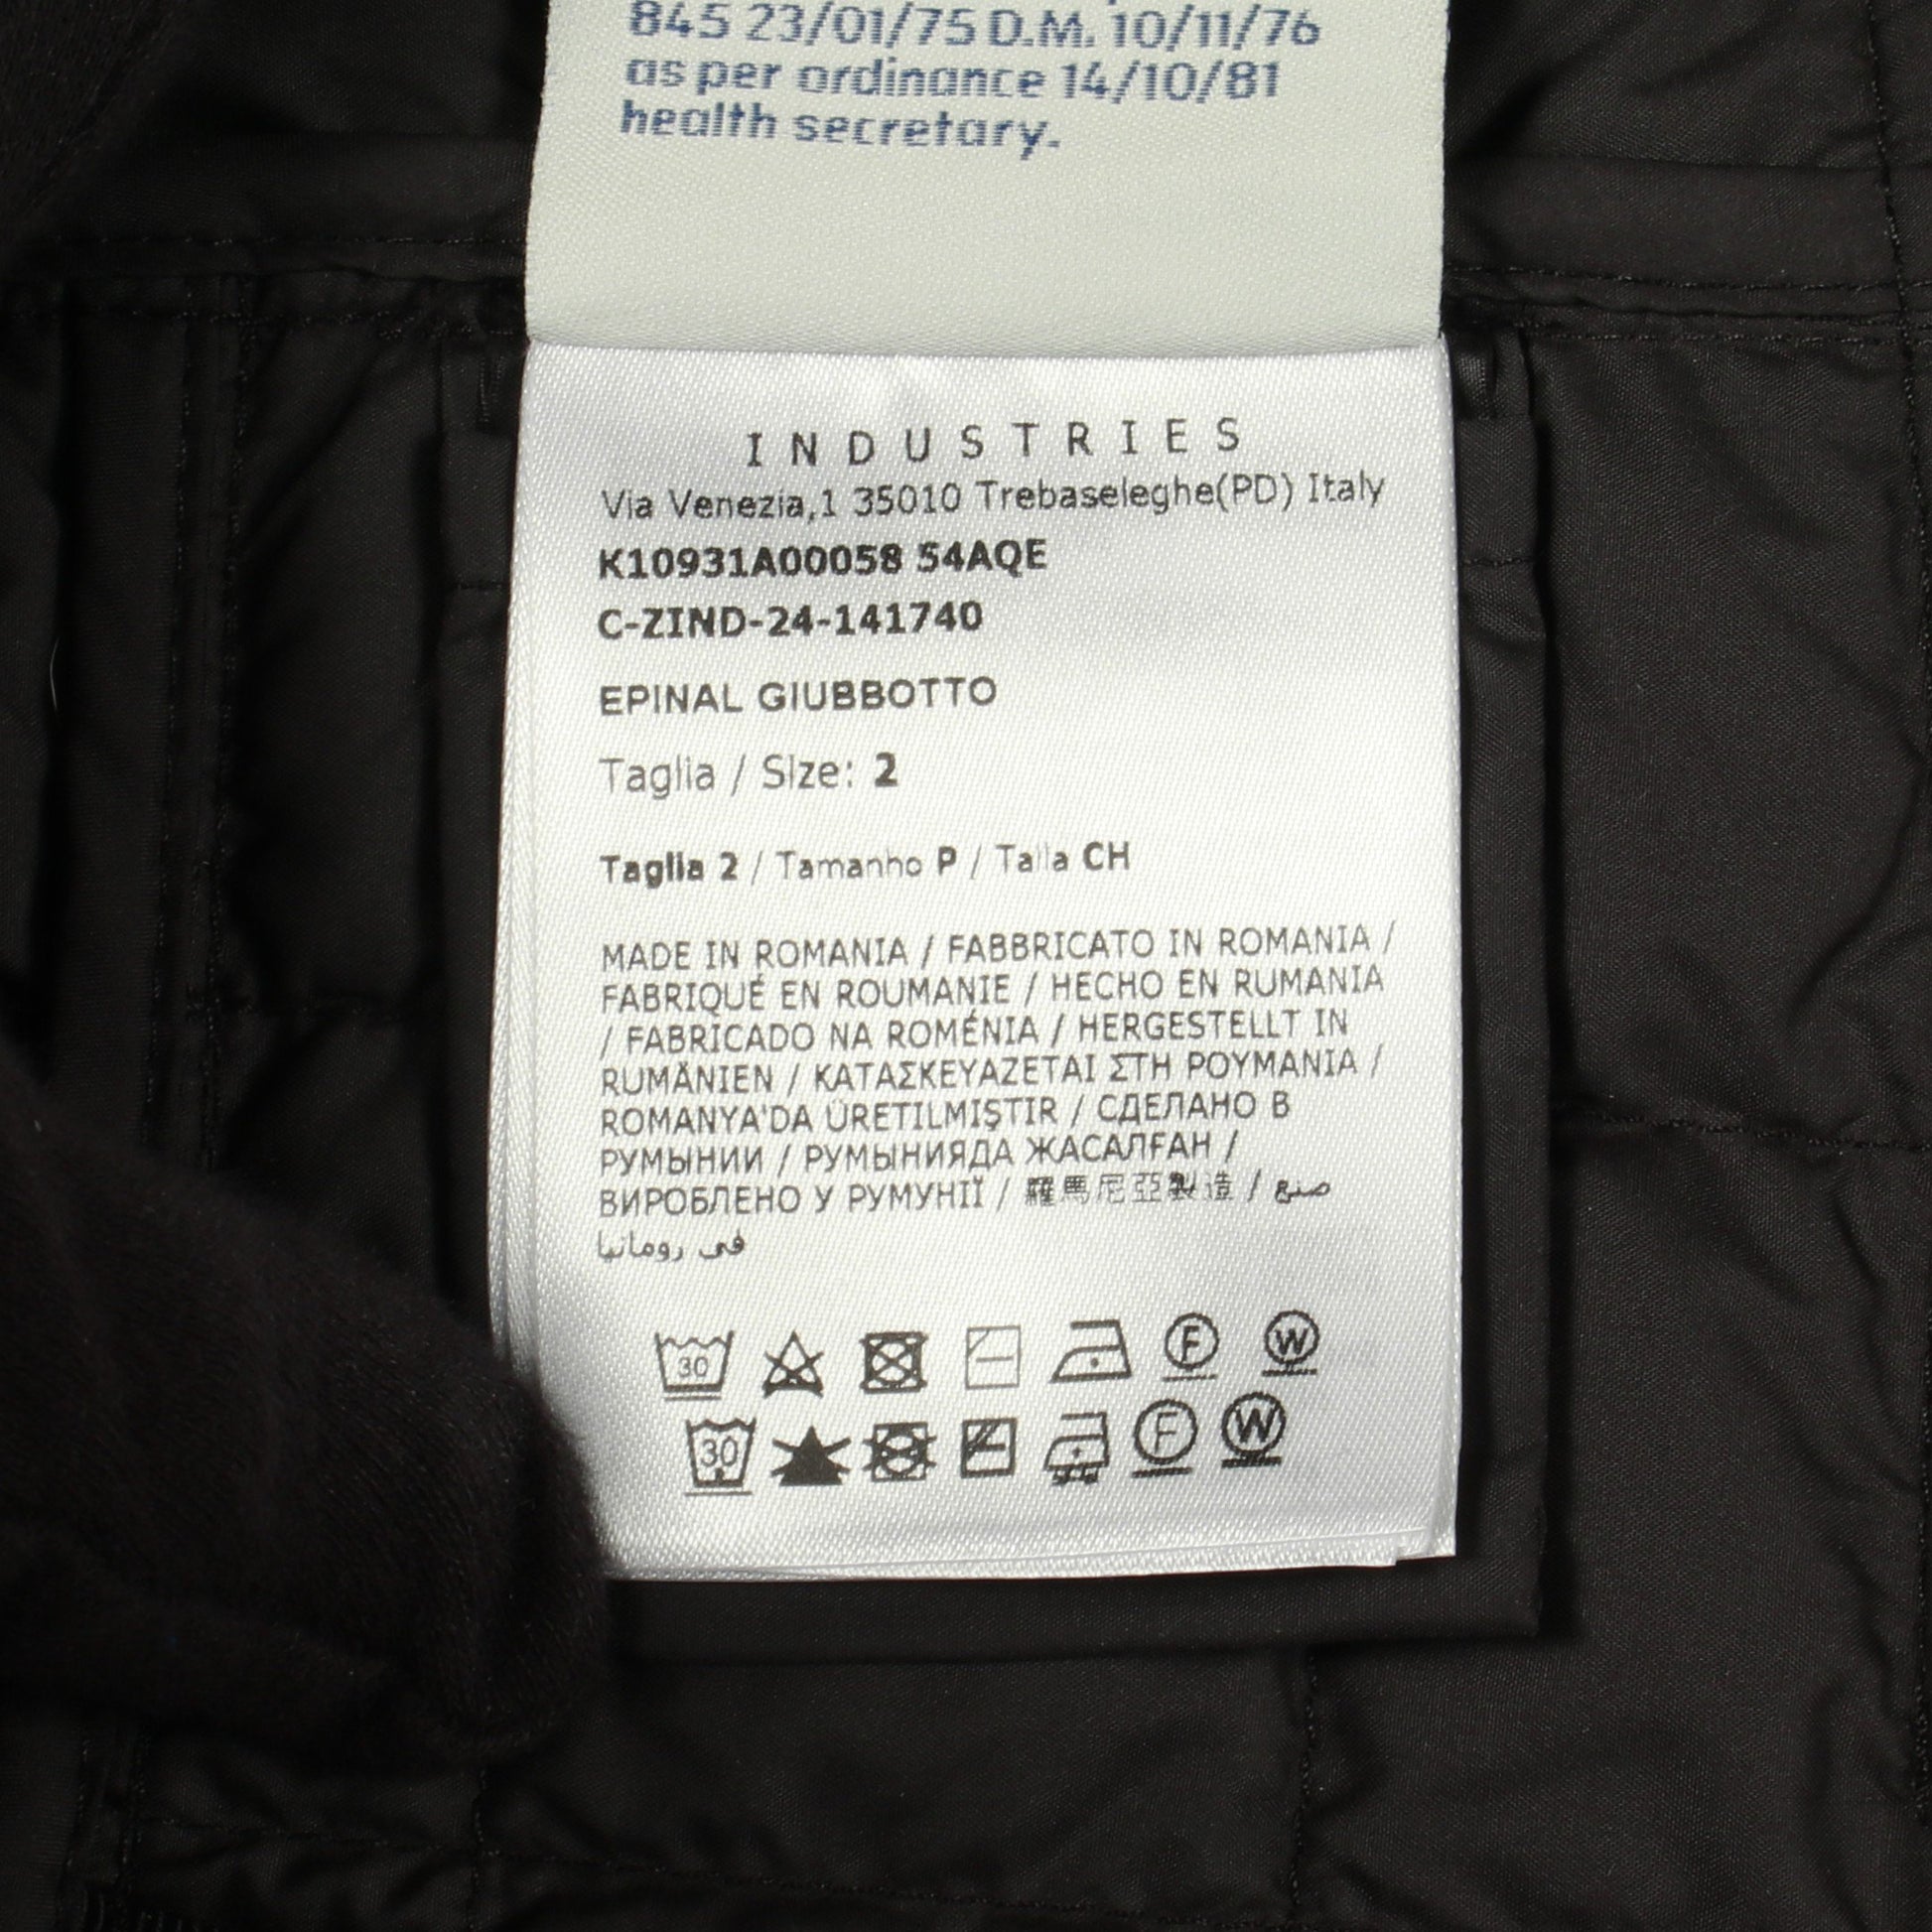 845 23/01/75 D.M. 10/11/76
as per ordinance 14/10/81
health secretary.
INDUSTRIES
Via Venezia,1 35010 Trebaseleghe(PD) Italy
K10931A00058 54AQE
C-ZIND-24-141740
EPINAL GIUBBOTTO
Taglia / Size: 2
Taglia 2 / Tamanho P / Talla CH
MADE IN ROMANIA / FABBRICATO IN ROMANIA /
FABRIQUÉ EN ROUMANIE / HECHO EN RUMANIA
/ FABRICADO NA ROMÉNIA / HERGESTELLT IN
RUMÄNIEN / ΚΑΤΑΣΚΕΥΑΖΕΤΑΙ ΣΤΗ ΡΟΥΜΑΝΙΑ /
ROMANYA'DA ÜRETILMIŞTIR / СДЕЛАНО В
РУМЫНИИ / РУМЫНИЯДА ЖАСАЛҒАН /
ВИРОБЛЕНО У РУМУНІЇ / 羅馬尼亞製造 / صنع
في رومانيا
30 F W
30 F W